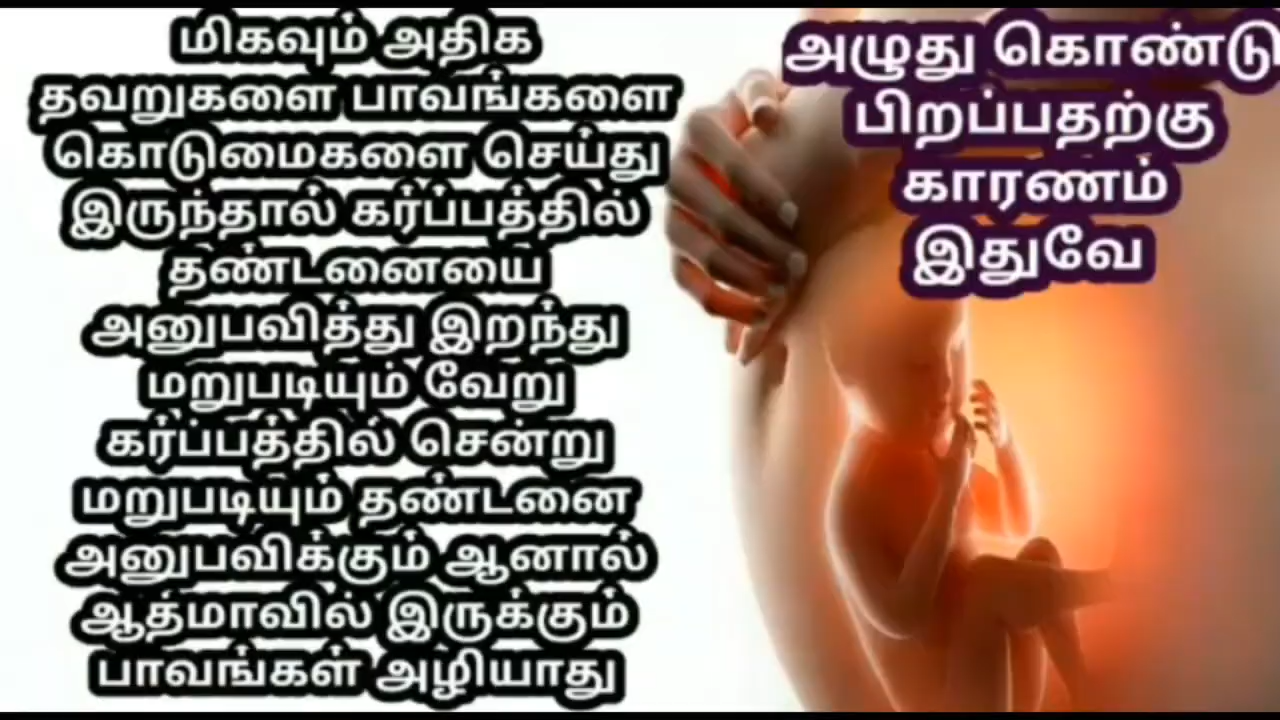 மிகவும் அதிக
தவறுகளை பாவங்களை
கொடுமைகளை செய்து
இருந்தால் கர்ப்பத்தில்
தண்டனையை
அனுபவித்து இறந்து
மறுபடியும் வேறு
கர்ப்பத்தில் சென்று
மறுபடியும் தண்டனை
அனுபவிக்கும் ஆனால்
ஆத்மாவில் இருக்கும்
பாவங்கள் அழியாது
அழுது கொண்டு
பிறப்பதற்கு
காரணம்
இதுவே